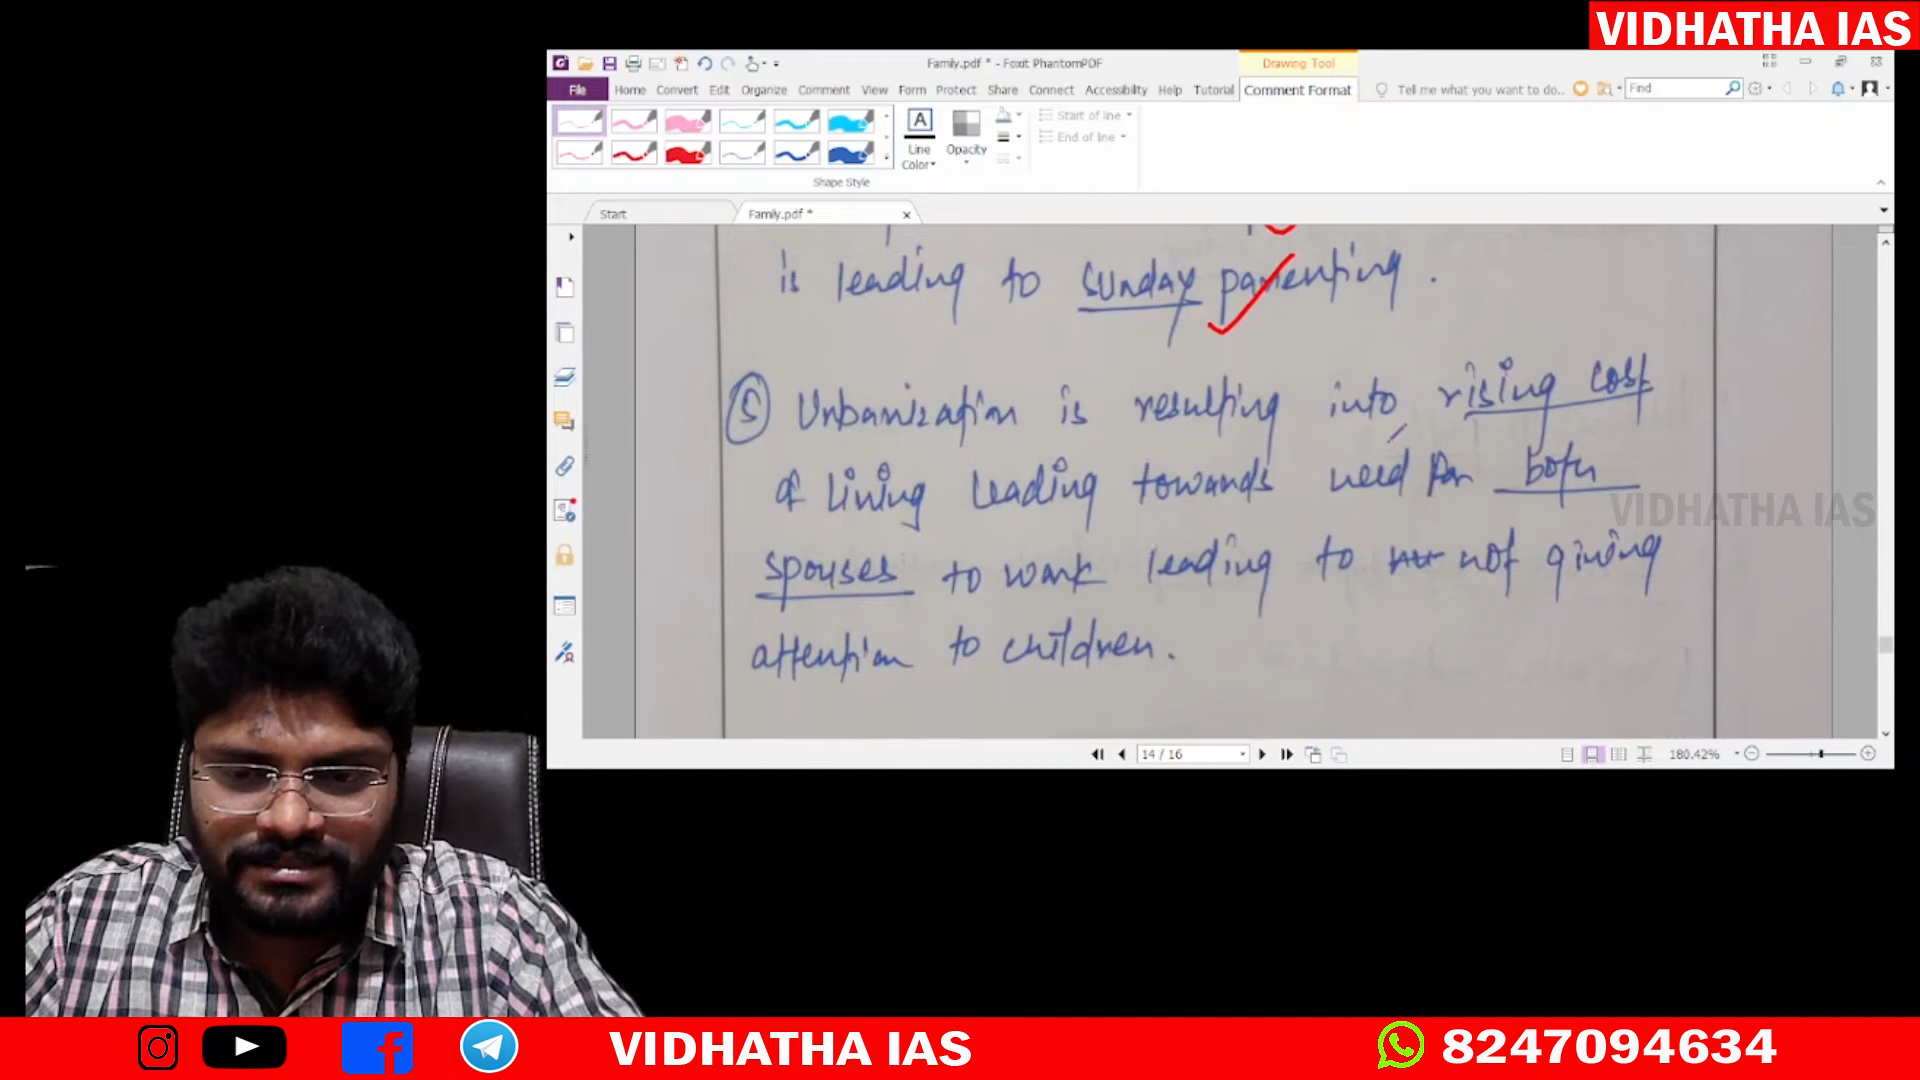 VIDHATHA IAS
Family.pdf * - Foxit PhantomPDF
Drawing Tool
File Home Convert Edit Organize Comment View Form Protect Share Connect Accessibility Help Tutorial Comment Format Tell me what you want to do.. Find
Start of line
End of line
Line Color
Opacity
Shape Style
Start
Family.pdf *
is leading to sunday parenting.
5 Urbanization is resulting into rising cost
of living leading towards need for both
VIDHATHA IAS
spouses to work leading to not giving
attention to children.
14 / 16
180.42%
VIDHATHA IAS
8247094634